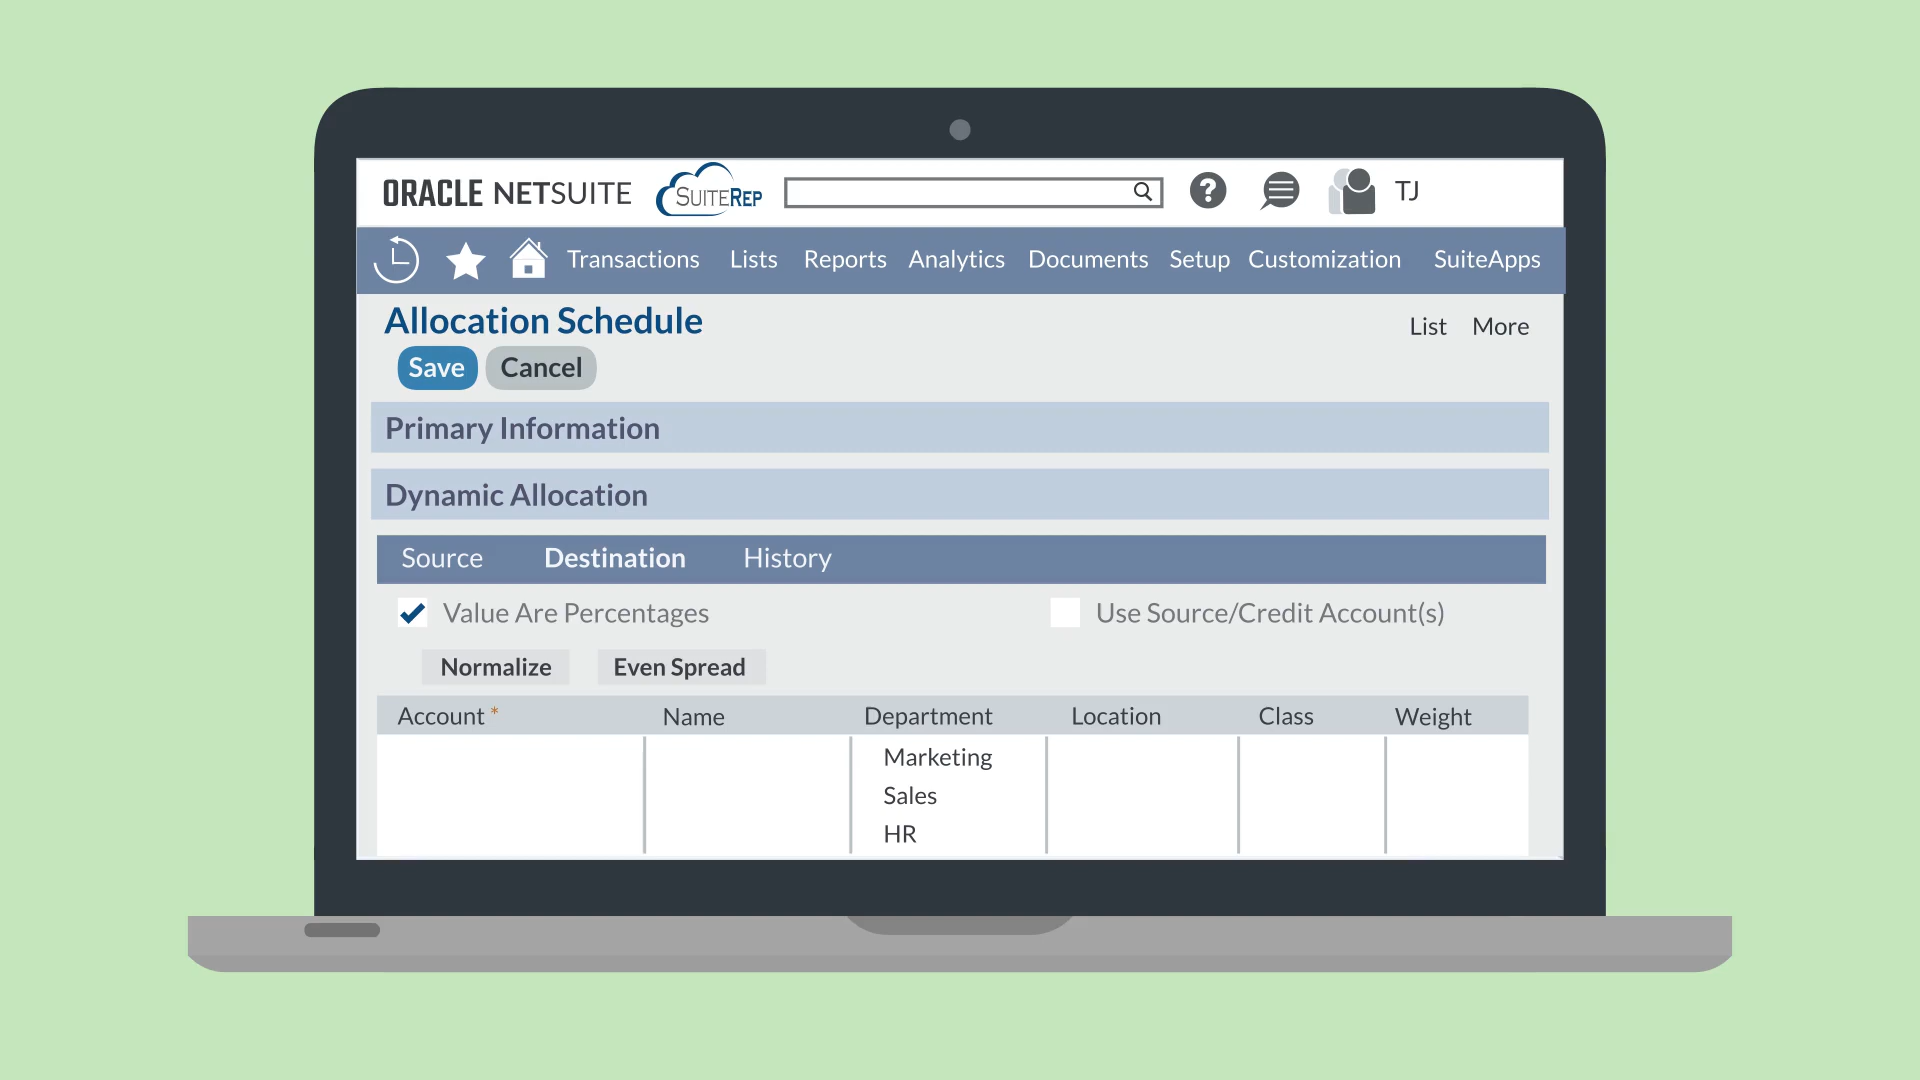 ORACLE NETSUITE SUITEREP ? TJ
Transactions Lists Reports Analytics Documents Setup Customization SuiteApps
Allocation Schedule List More
Save Cancel
Primary Information
Dynamic Allocation
Source Destination History
Value Are Percentages Use Source/Credit Account(s)
Normalize Even Spread
Account * Name Department Location Class Weight
Marketing
Sales
HR